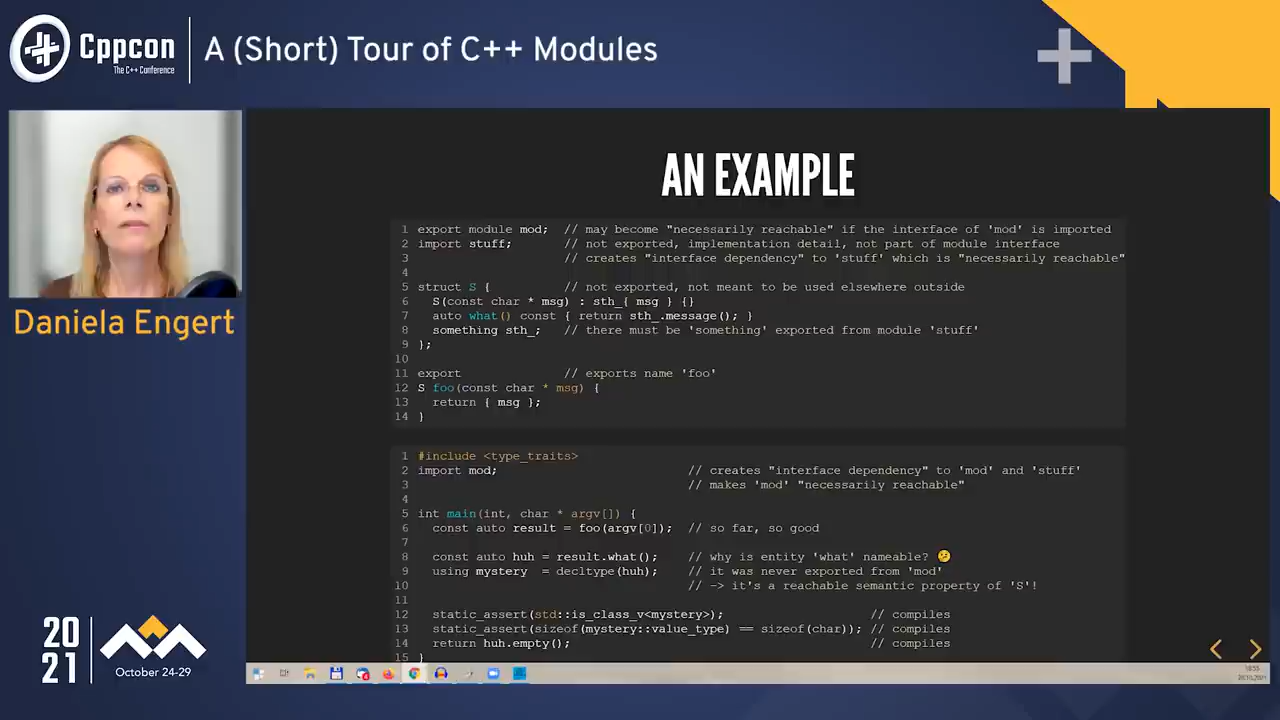 Cppcon
The C++ Conference
A (Short) Tour of C++ Modules
Daniela Engert
AN EXAMPLE
1 export module mod; // may become "necessarily reachable" if the interface of 'mod' is imported
2 import stuff; // not exported, implementation detail, not part of module interface
3 // creates "interface dependency" to 'stuff' which is "necessarily reachable"
4
5 struct S { // not exported, not meant to be used elsewhere outside
6 S(const char * msg) : sth_{ msg } {}
7 auto what() const { return sth_.message(); }
8 something sth_; // there must be 'something' exported from module 'stuff'
9 };
10
11 export // exports name 'foo'
12 S foo(const char * msg) {
13 return { msg };
14 }
1 #include <type_traits>
2 import mod; // creates "interface dependency" to 'mod' and 'stuff'
3 // makes 'mod' "necessarily reachable"
4
5 int main(int, char * argv[]) {
6 const auto result = foo(argv[0]); // so far, so good
7
8 const auto huh = result.what(); // why is entity 'what' nameable? 🤔
9 using mystery = decltype(huh); // it was never exported from 'mod'
10 // -> it's a reachable semantic property of 'S'!
11
12 static_assert(std::is_class_v<mystery>); // compiles
13 static_assert(sizeof(mystery::value_type) == sizeof(char)); // compiles
14 return huh.empty(); // compiles
15 }
20
21
October 24-29